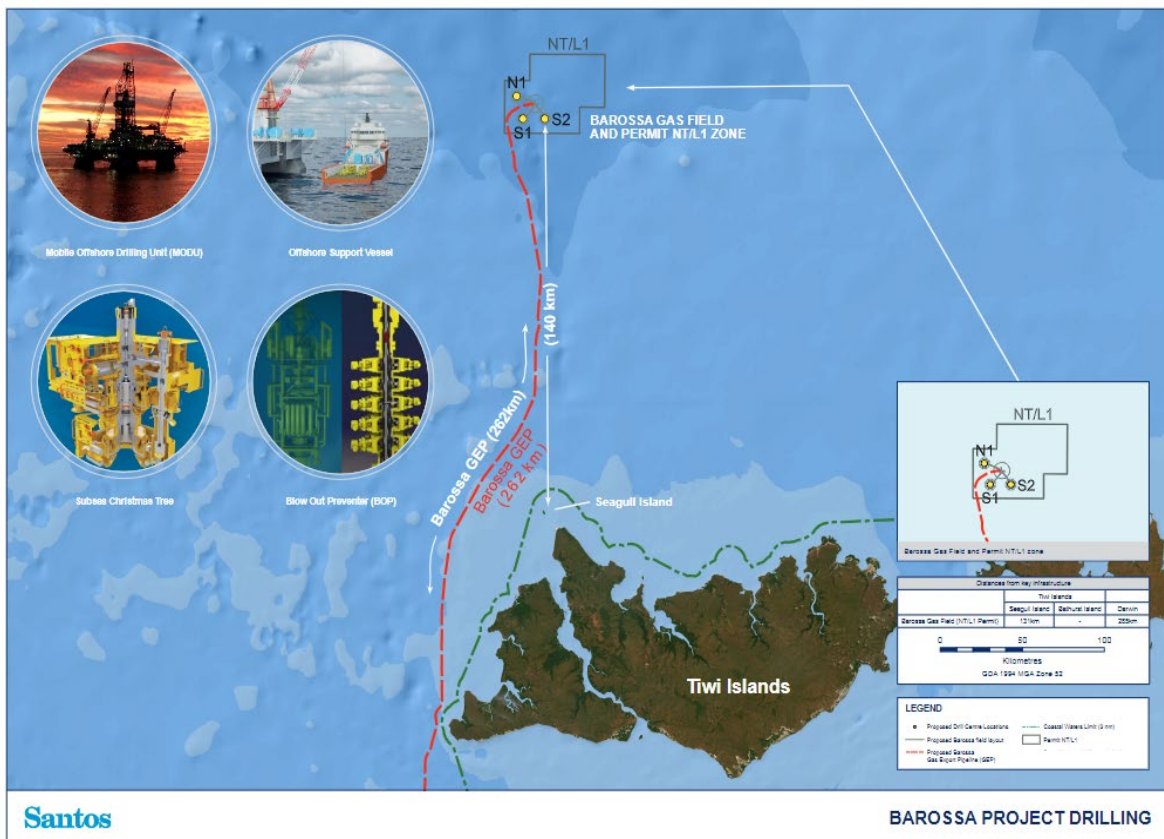 NT/L1
N1
S1
S2
BAROSSA GAS FIELD
AND PERMIT NT/L1 ZONE
Mobile Offshore Drilling Unit (MODU)
Offshore Support Vessel
Subsea Christmas Tree
Blow Out Preventer (BOP)
(140 km)
Barossa GEP (262km)
Barossa GEP
(262km)
Seagull Island
Tiwi Islands
NT/L1
N1
S1
S2
Barossa Gas Field and Permit NT/L1 zone
Distances from key infrastructure
Tiwi Islands
Seagull Island
Bathurst Island
Darwin
Barossa Gas Field (NT/L1 Permit)
131km
-
0
50
100
Kilometres
GDA 1994 MGA Zone 52
LEGEND
Proposed Drill Centre Locations
Proposed Barossa field layout
Proposed Barossa
Gas Export Pipeline (GEP)
Coastal Waters Limit (3 nm)
Permit NT/L1
Santos
BAROSSA PROJECT DRILLING